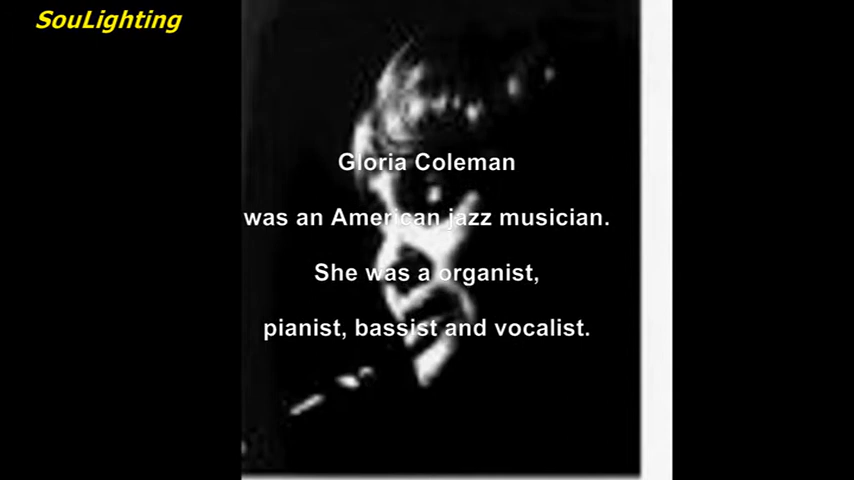 SouLighting
Gloria Coleman
was an American jazz musician.
She was a organist,
pianist, bassist and vocalist.